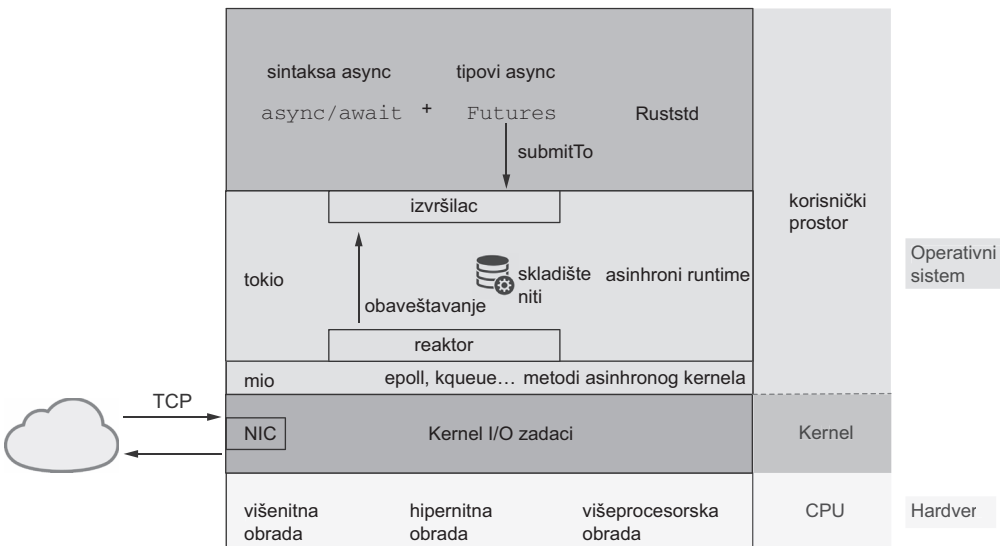 sintaksa async
tipovi async
async/await + Futures
Ruststd
submitTo
izvršilac
korisnički
prostor
tokio
skladište
niti
asinhroni runtime
obaveštavanje
Operativni
sistem
reaktor
mio
epoll, kqueue... metodi asinhronog kernela
TCP
NIC
Kernel I/O zadaci
Kernel
višenitna
obrada
hipernitna
obrada
višeprocesorska
obrada
CPU
Hardver